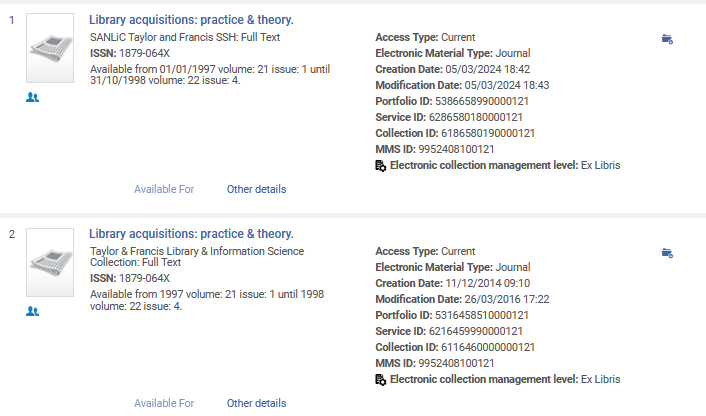 1
Library acquisitions: practice & theory.
SANLiC Taylor and Francis SSH: Full Text
ISSN: 1879-064X
Available from 01/01/1997 volume: 21 issue: 1 until
31/10/1998 volume: 22 issue: 4.
Access Type: Current
Electronic Material Type: Journal
Creation Date: 05/03/2024 18:42
Modification Date: 05/03/2024 18:43
Portfolio ID: 5386658990000121
Service ID: 6286580180000121
Collection ID: 6186580190000121
MMS ID: 9952408100121
Electronic collection management level: Ex Libris
Available For
Other details
2
Library acquisitions: practice & theory.
Taylor & Francis Library & Information Science
Collection: Full Text
ISSN: 1879-064X
Available from 1997 volume: 21 issue: 1 until 1998
volume: 22 issue: 4.
Access Type: Current
Electronic Material Type: Journal
Creation Date: 11/12/2014 09:10
Modification Date: 26/03/2016 17:22
Portfolio ID: 5316458510000121
Service ID: 6216459990000121
Collection ID: 6116460000000121
MMS ID: 9952408100121
Electronic collection management level: Ex Libris
Available For
Other details